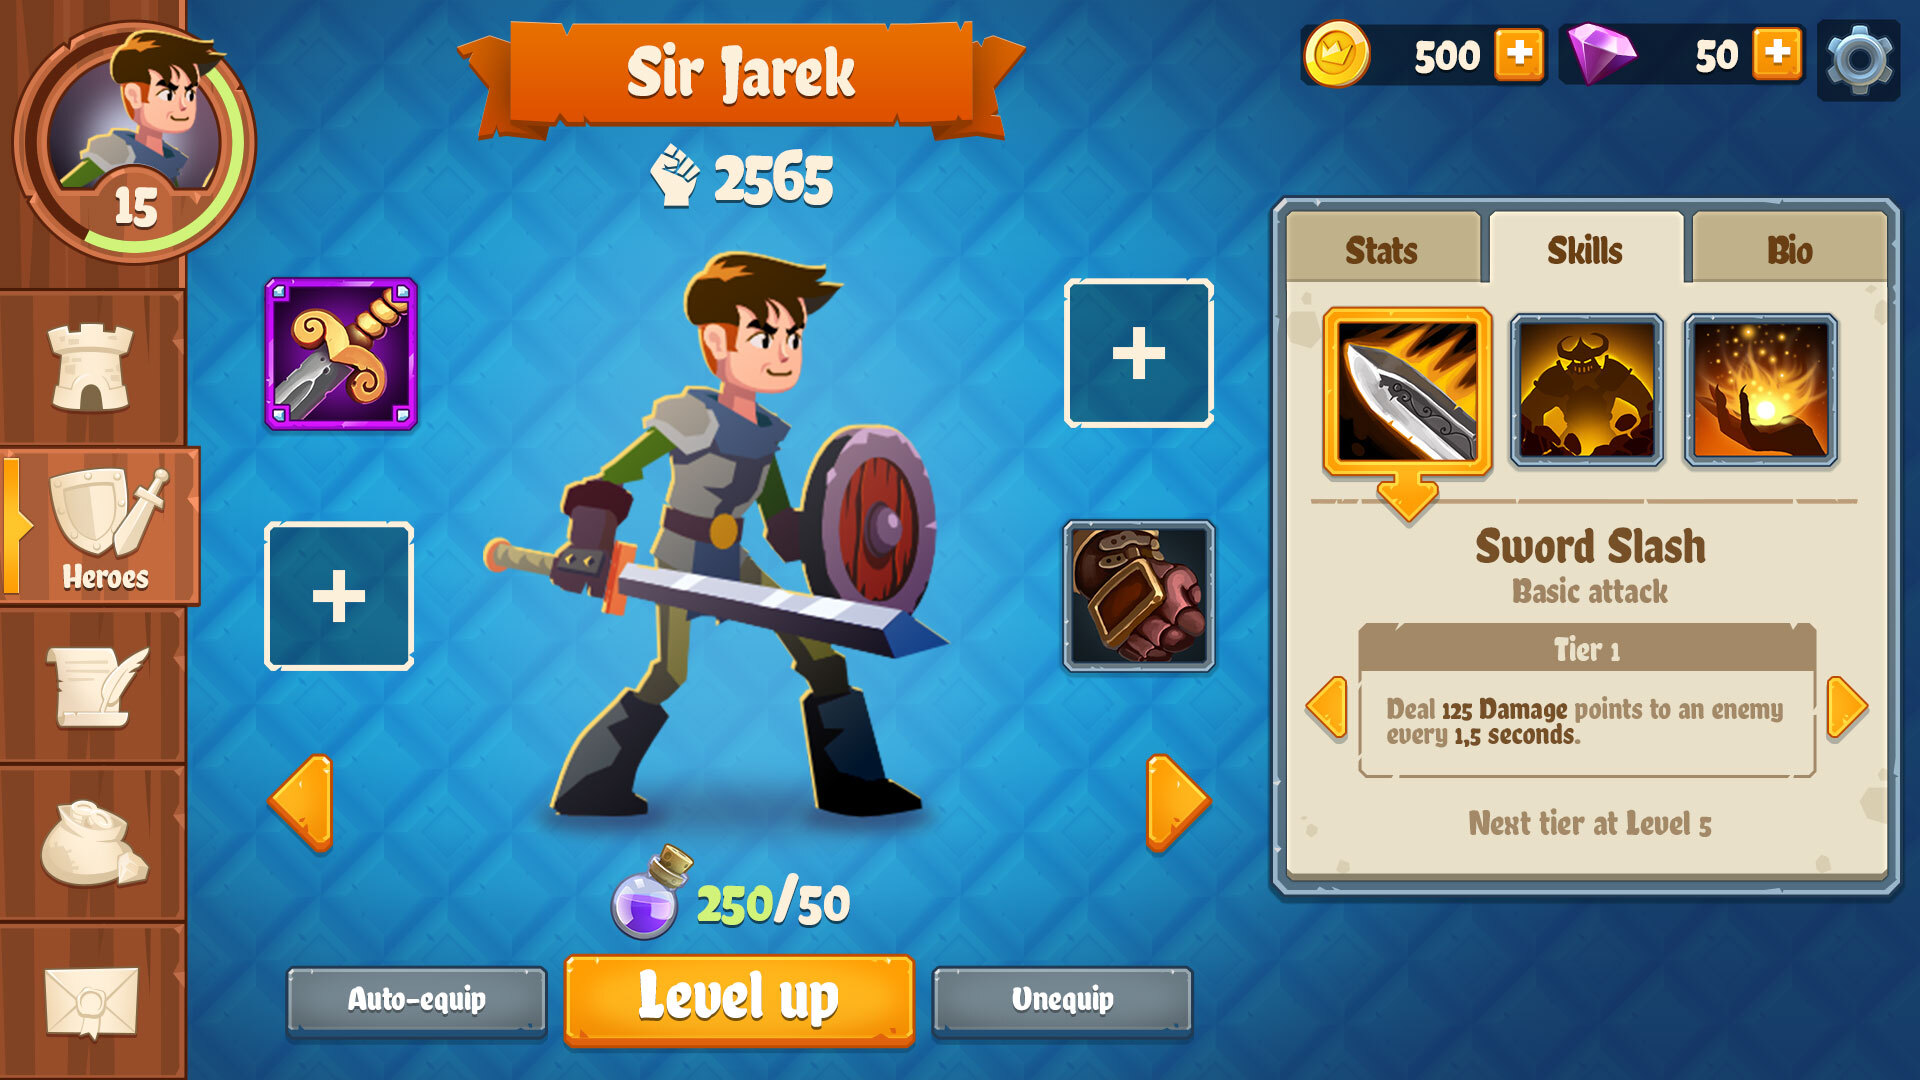 Sir Jarek
500
50
15
2565
Stats
Skills
Bio
Heroes
Sword Slash
Basic attack
Tier 1
Deal 125 Damage points to an enemy
every 1,5 seconds.
Next tier at Level 5
250/50
Auto-equip
Level up
Unequip